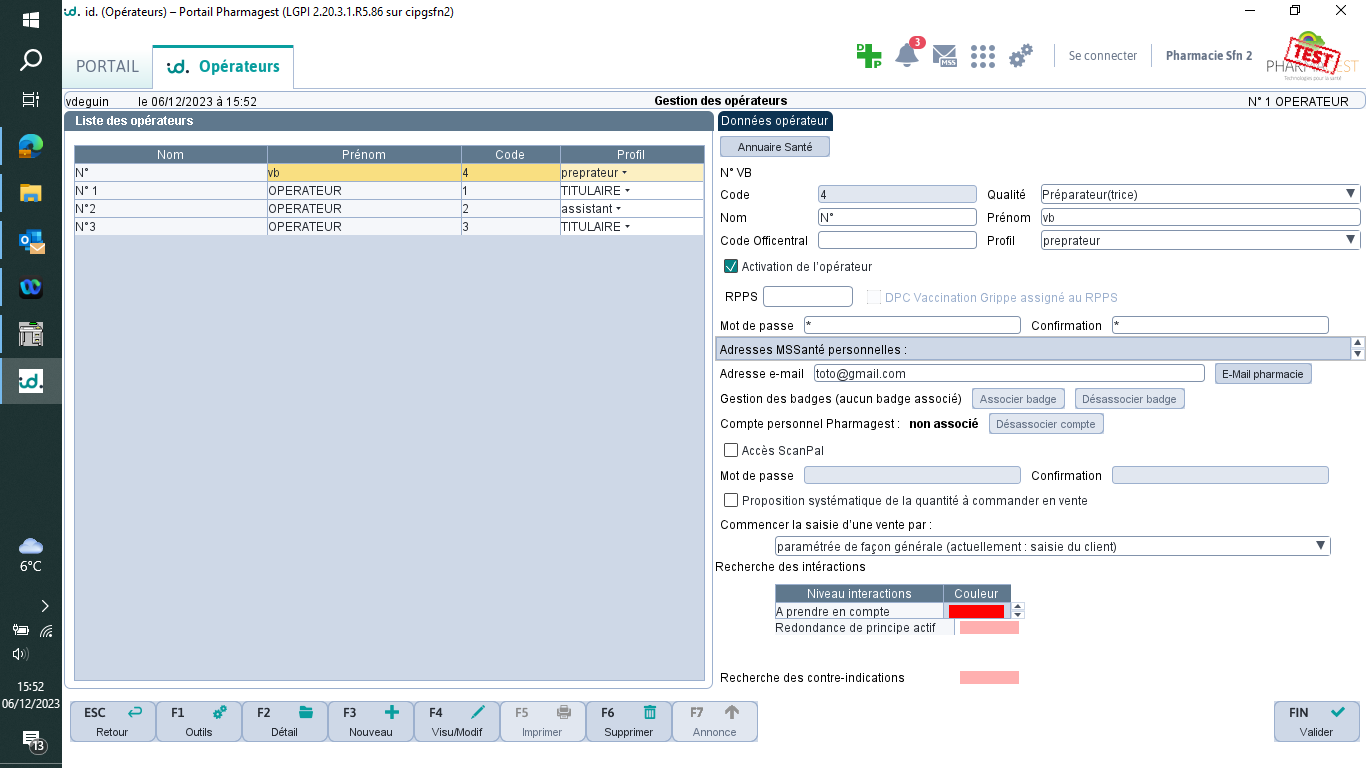 id. (Opérateurs) – Portail Pharmagest (LGPI 2.20.3.1.R5.86 sur cipgsfn2)
PORTAIL
id. Opérateurs
D P
3
MSS
Se connecter
Pharmacie Sfn 2
TEST
vdeguin le 06/12/2023 à 15:52
Gestion des opérateurs
N° 1 OPERATEUR
Liste des opérateurs
Nom Prénom Code Profil
N° vb 4 preprateur
N° 1 OPERATEUR 1 TITULAIRE
N°2 OPERATEUR 2 assistant
N°3 OPERATEUR 3 TITULAIRE
Données opérateur
Annuaire Santé
N° VB
Code 4 Qualité Préparateur(trice)
Nom N° Prénom vb
Code Officentral Profil preprateur
Activation de l'opérateur
RPPS DPC Vaccination Grippe assigné au RPPS
Mot de passe * Confirmation *
Adresses MSSanté personnelles :
Adresse e-mail toto@gmail.com E-Mail pharmacie
Gestion des badges (aucun badge associé) Associer badge Désassocier badge
Compte personnel Pharmagest : non associé Désassocier compte
Accès ScanPal
Mot de passe Confirmation
Proposition systématique de la quantité à commander en vente
Commencer la saisie d'une vente par :
paramétrée de façon générale (actuellement : saisie du client)
Recherche des intéractions
Niveau interactions Couleur
A prendre en compte
Redondance de principe actif
Recherche des contre-indications
ESC Retour
F1 Outils
F2 Détail
F3 Nouveau
F4 Visu/Modif
F5 Imprimer
F6 Supprimer
F7 Annonce
FIN Valider
id.
6°C
15:52
06/12/2023
13